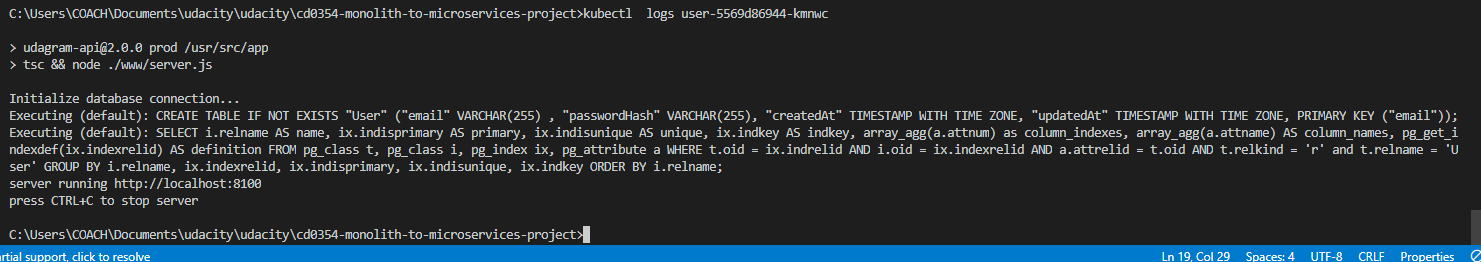 C:\Users\COACH\Documents\udacity\udacity\cd0354-monolith-to-microservices-project>kubectl  logs user-5569d86944-kmnwc
> udagram-api@2.0.0 prod /usr/src/app
> tsc && node ./www/server.js
Initialize database connection...
Executing (default): CREATE TABLE IF NOT EXISTS "User" ("email" VARCHAR(255) , "passwordHash" VARCHAR(255), "createdAt" TIMESTAMP WITH TIME ZONE, "updatedAt" TIMESTAMP WITH TIME ZONE, PRIMARY KEY ("email"));
Executing (default): SELECT i.relname AS name, ix.indisprimary AS primary, ix.indisunique AS unique, ix.indkey AS indkey, array_agg(a.attnum) as column_indexes, array_agg(a.attname) AS column_names, pg_get_i
ndexdef(ix.indexrelid) AS definition FROM pg_class t, pg_class i, pg_index ix, pg_attribute a WHERE t.oid = ix.indrelid AND i.oid = ix.indexrelid AND a.attrelid = t.oid AND t.relkind = 'r' and t.relname = 'U
ser' GROUP BY i.relname, ix.indexrelid, ix.indisprimary, ix.indisunique, ix.indkey ORDER BY i.relname;
server running http://localhost:8100
press CTRL+C to stop server
C:\Users\COACH\Documents\udacity\udacity\cd0354-monolith-to-microservices-project>
artial support, click to resolve Ln 19, Col 29 Spaces: 4 UTF-8 CRLF Properties